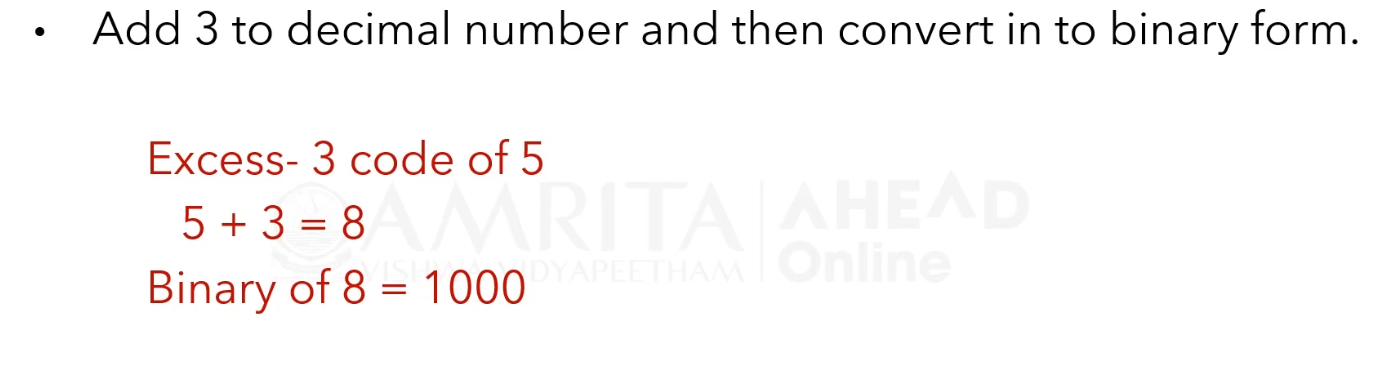 • Add 3 to decimal number and then convert in to binary form.
Excess- 3 code of 5
5 + 3 = 8
AMRITA AHEAD
VISHWA VIDYAPEETHAM Online
Binary of 8 = 1000